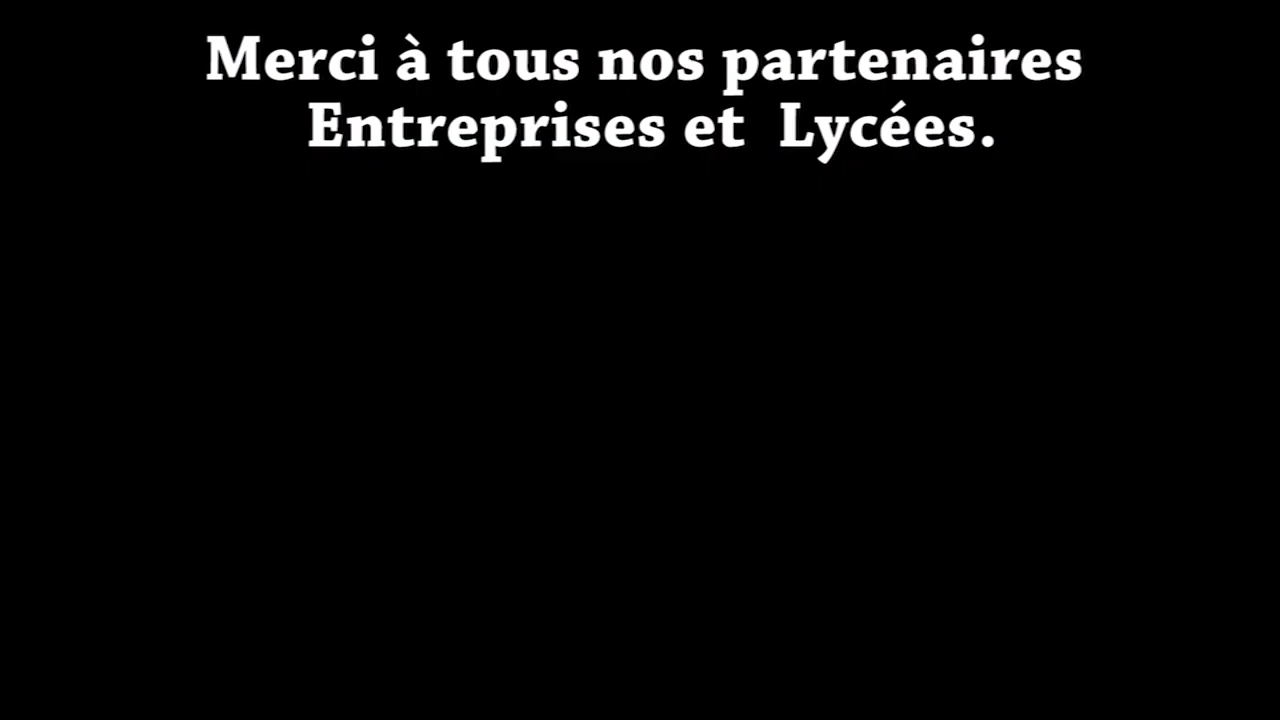 Merci à tous nos partenaires
Entreprises et  Lycées.